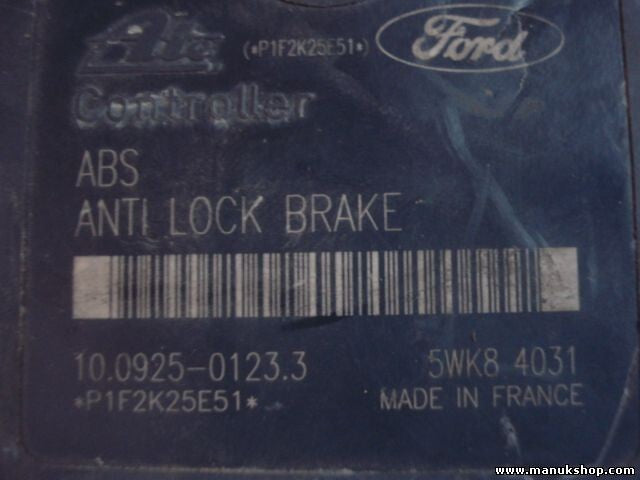 Ate (*P1F2K25E51*) Ford
Controller
ABS
ANTI LOCK BRAKE
10.0925-0123.3 5WK8 4031
*P1F2K25E51* MADE IN FRANCE
www.manukshop.com